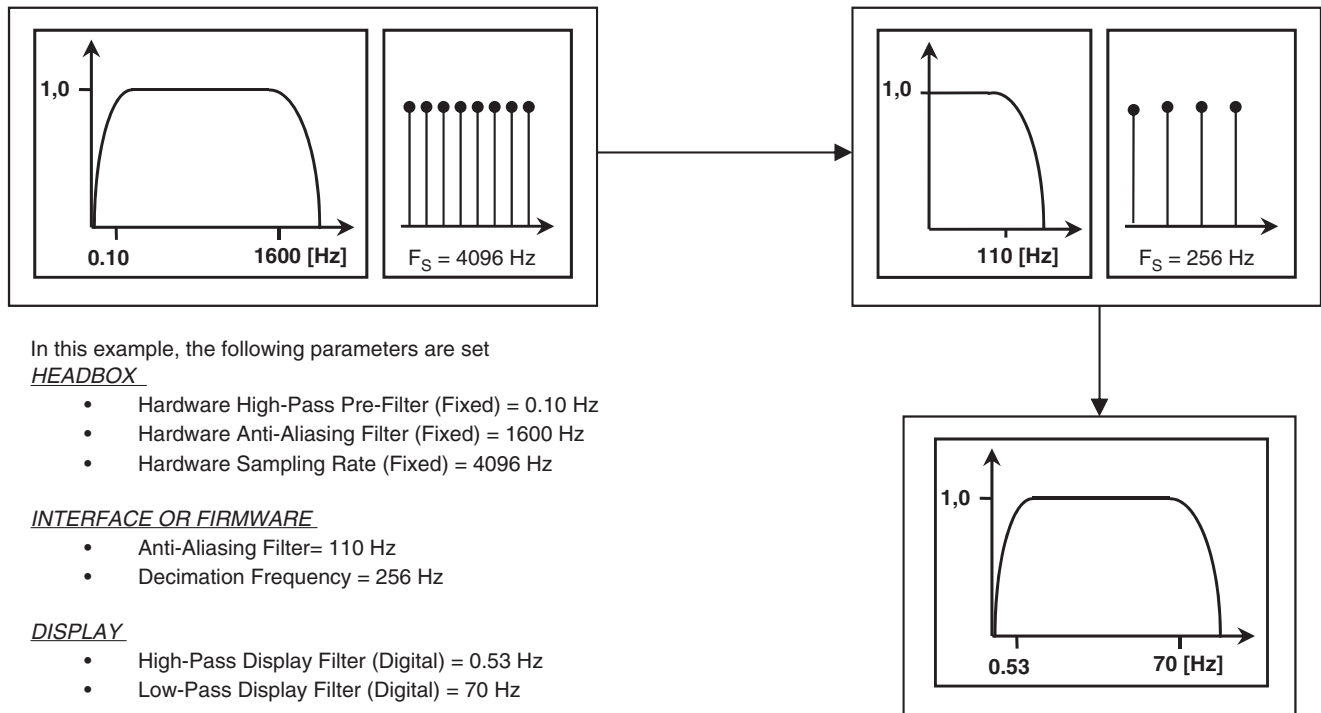 1,0
0.10
1600 [Hz]
FS = 4096 Hz
1,0
110 [Hz]
FS = 256 Hz
In this example, the following parameters are set
HEADBOX
• Hardware High-Pass Pre-Filter (Fixed) = 0.10 Hz
• Hardware Anti-Aliasing Filter (Fixed) = 1600 Hz
• Hardware Sampling Rate (Fixed) = 4096 Hz
INTERFACE OR FIRMWARE
• Anti-Aliasing Filter= 110 Hz
• Decimation Frequency = 256 Hz
DISPLAY
• High-Pass Display Filter (Digital) = 0.53 Hz
• Low-Pass Display Filter (Digital) = 70 Hz
1,0
0.53
70 [Hz]